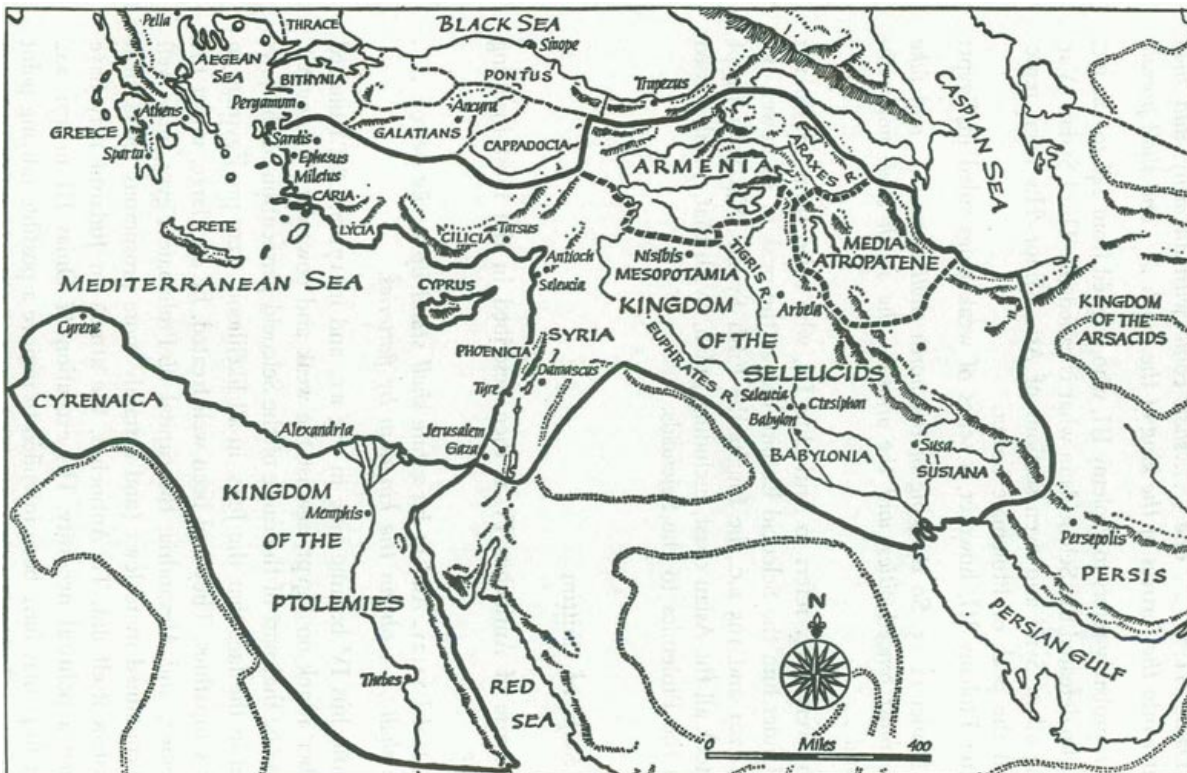 Pella
THRACE
BLACK SEA
Sinope
AEGEAN
SEA
BITHYNIA
PONTUS
Trapezus
CASPIAN SEA
Pergamum
Ancyra
Athens
GREECE
Sparta
Sardis
GALATIANS
CAPPADOCIA
ARMENIA
ARAXES R.
Ephesus
Miletus
CARIA
LYCIA
CILICIA
Tarsus
CRETE
Antioch
Seleucia
Nisibis
MESOPOTAMIA
TIGRIS R.
MEDIA
ATROPATENE
MEDITERRANEAN SEA
CYPRUS
KINGDOM
OF THE
SELEUCIDS
Arbela
KINGDOM
OF THE
ARSACIDS
Cyrene
PHOENICIA
SYRIA
EUPHRATES R.
CYRENAICA
Tyre
Damascus
Seleucia
Ctesiphon
Babylon
Alexandria
Jerusalem
Gaza
BABYLONIA
Susa
SUSIANA
KINGDOM
OF THE
PTOLEMIES
Memphis
Persepolis
PERSIS
PERSIAN GULF
N
Thebes
RED
SEA
0 Miles 400